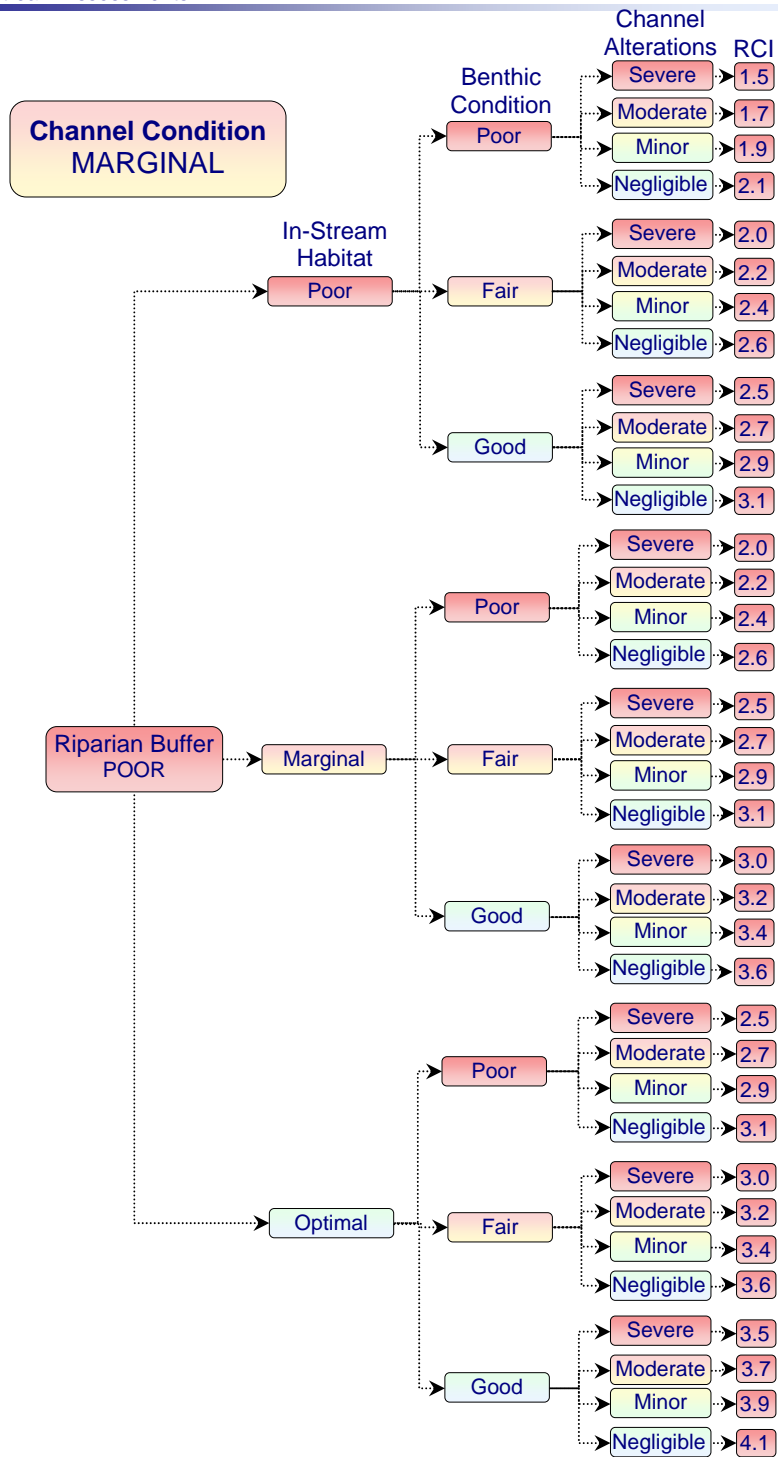 Channel
Alterations
RCI
Benthic
Condition
Channel Condition
MARGINAL
In-Stream
Habitat
Riparian Buffer
POOR
Poor
Poor
Severe 1.5
Moderate 1.7
Minor 1.9
Negligible 2.1
Fair
Severe 2.0
Moderate 2.2
Minor 2.4
Negligible 2.6
Good
Severe 2.5
Moderate 2.7
Minor 2.9
Negligible 3.1
Marginal
Poor
Severe 2.0
Moderate 2.2
Minor 2.4
Negligible 2.6
Fair
Severe 2.5
Moderate 2.7
Minor 2.9
Negligible 3.1
Good
Severe 3.0
Moderate 3.2
Minor 3.4
Negligible 3.6
Optimal
Poor
Severe 2.5
Moderate 2.7
Minor 2.9
Negligible 3.1
Fair
Severe 3.0
Moderate 3.2
Minor 3.4
Negligible 3.6
Good
Severe 3.5
Moderate 3.7
Minor 3.9
Negligible 4.1